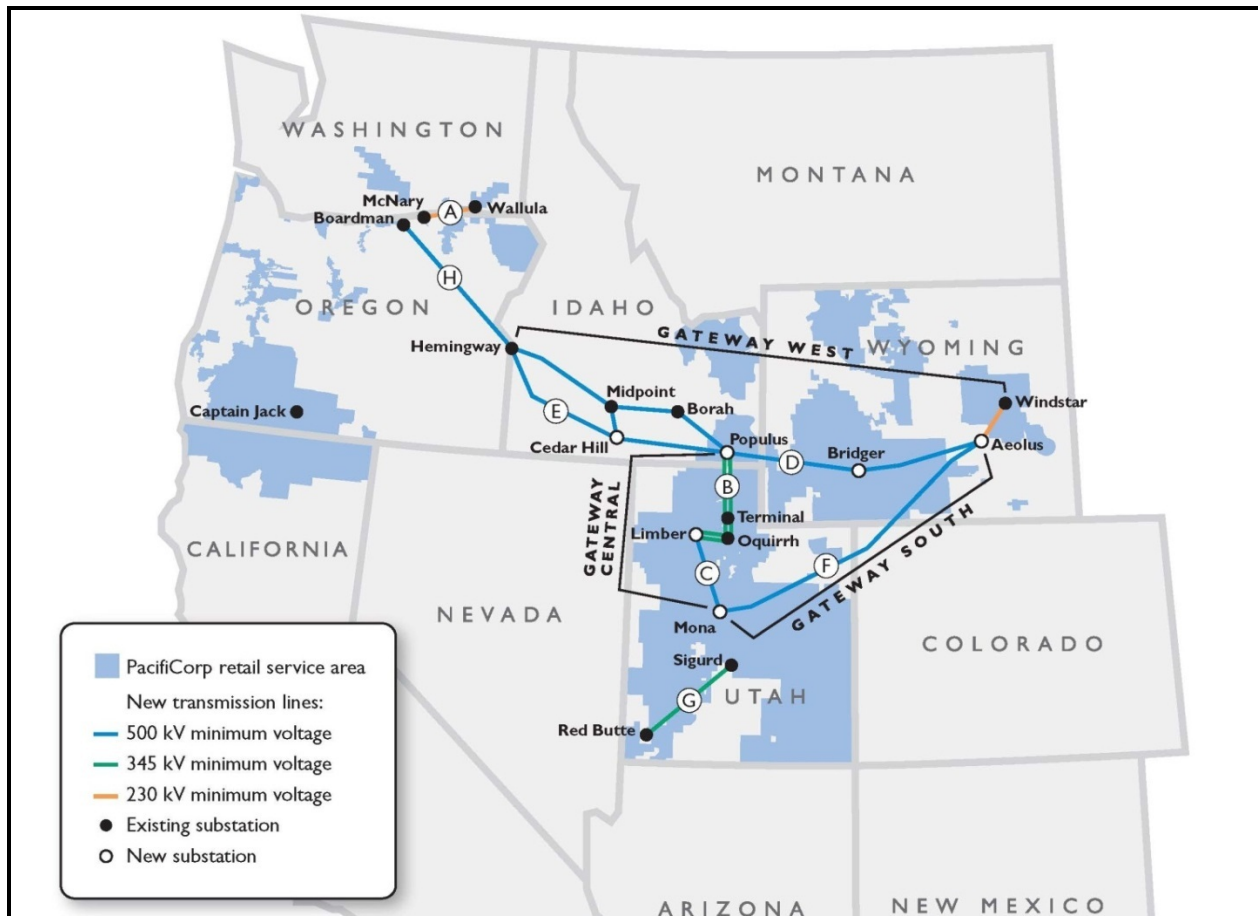 WASHINGTON
MONTANA
McNary
A
Wallula
Boardman
H
OREGON
IDAHO
GATEWAY WEST
WYOMING
Hemingway
Midpoint
Borah
Windstar
Captain Jack
E
Cedar Hill
Populus
D
Bridger
Aeolus
B
GATEWAY
CENTRAL
Terminal
Limber
Oquirrh
CALIFORNIA
C
F
GATEWAY SOUTH
NEVADA
Mona
COLORADO
Sigurd
G
UTAH
Red Butte
PacifiCorp retail service area
New transmission lines:
500 kV minimum voltage
345 kV minimum voltage
230 kV minimum voltage
Existing substation
New substation
ARIZONA
NEW MEXICO